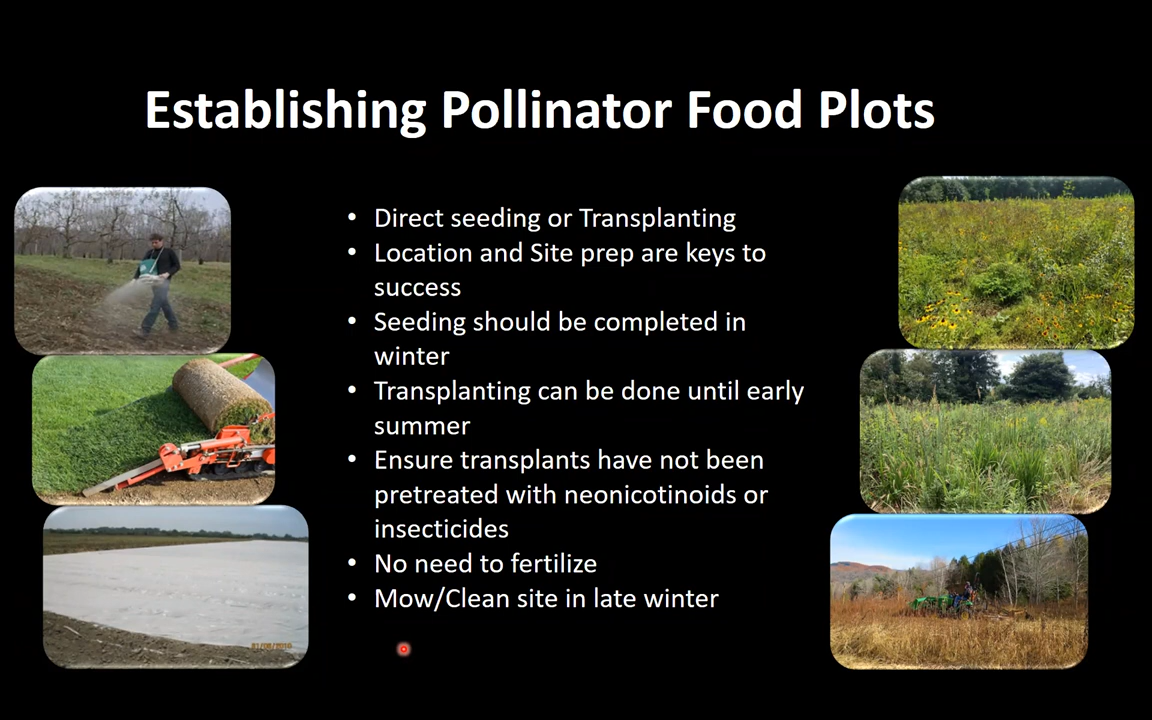 Establishing Pollinator Food Plots
• Direct seeding or Transplanting
• Location and Site prep are keys to
success
• Seeding should be completed in
winter
• Transplanting can be done until early
summer
• Ensure transplants have not been
pretreated with neonicotinoids or
insecticides
• No need to fertilize
• Mow/Clean site in late winter